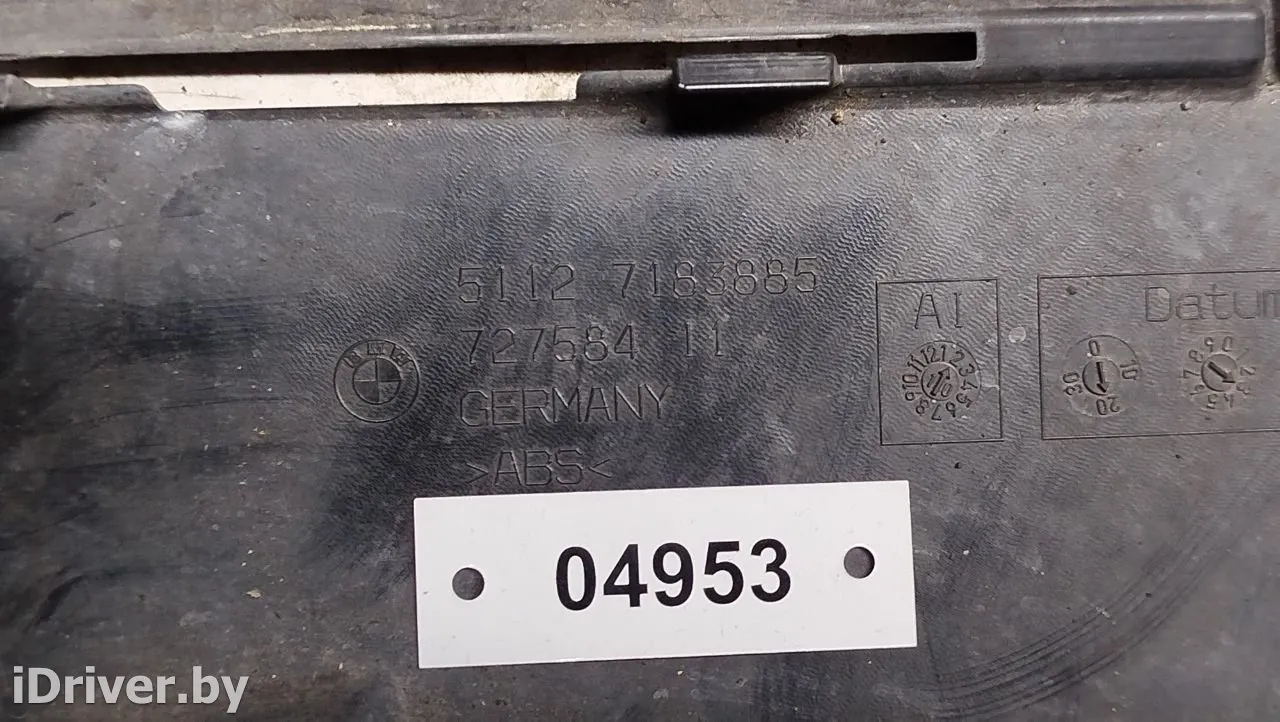 5112 7183885
727584 11
GERMANY
>ABS<
AI
Datum
04953
iDriver.by